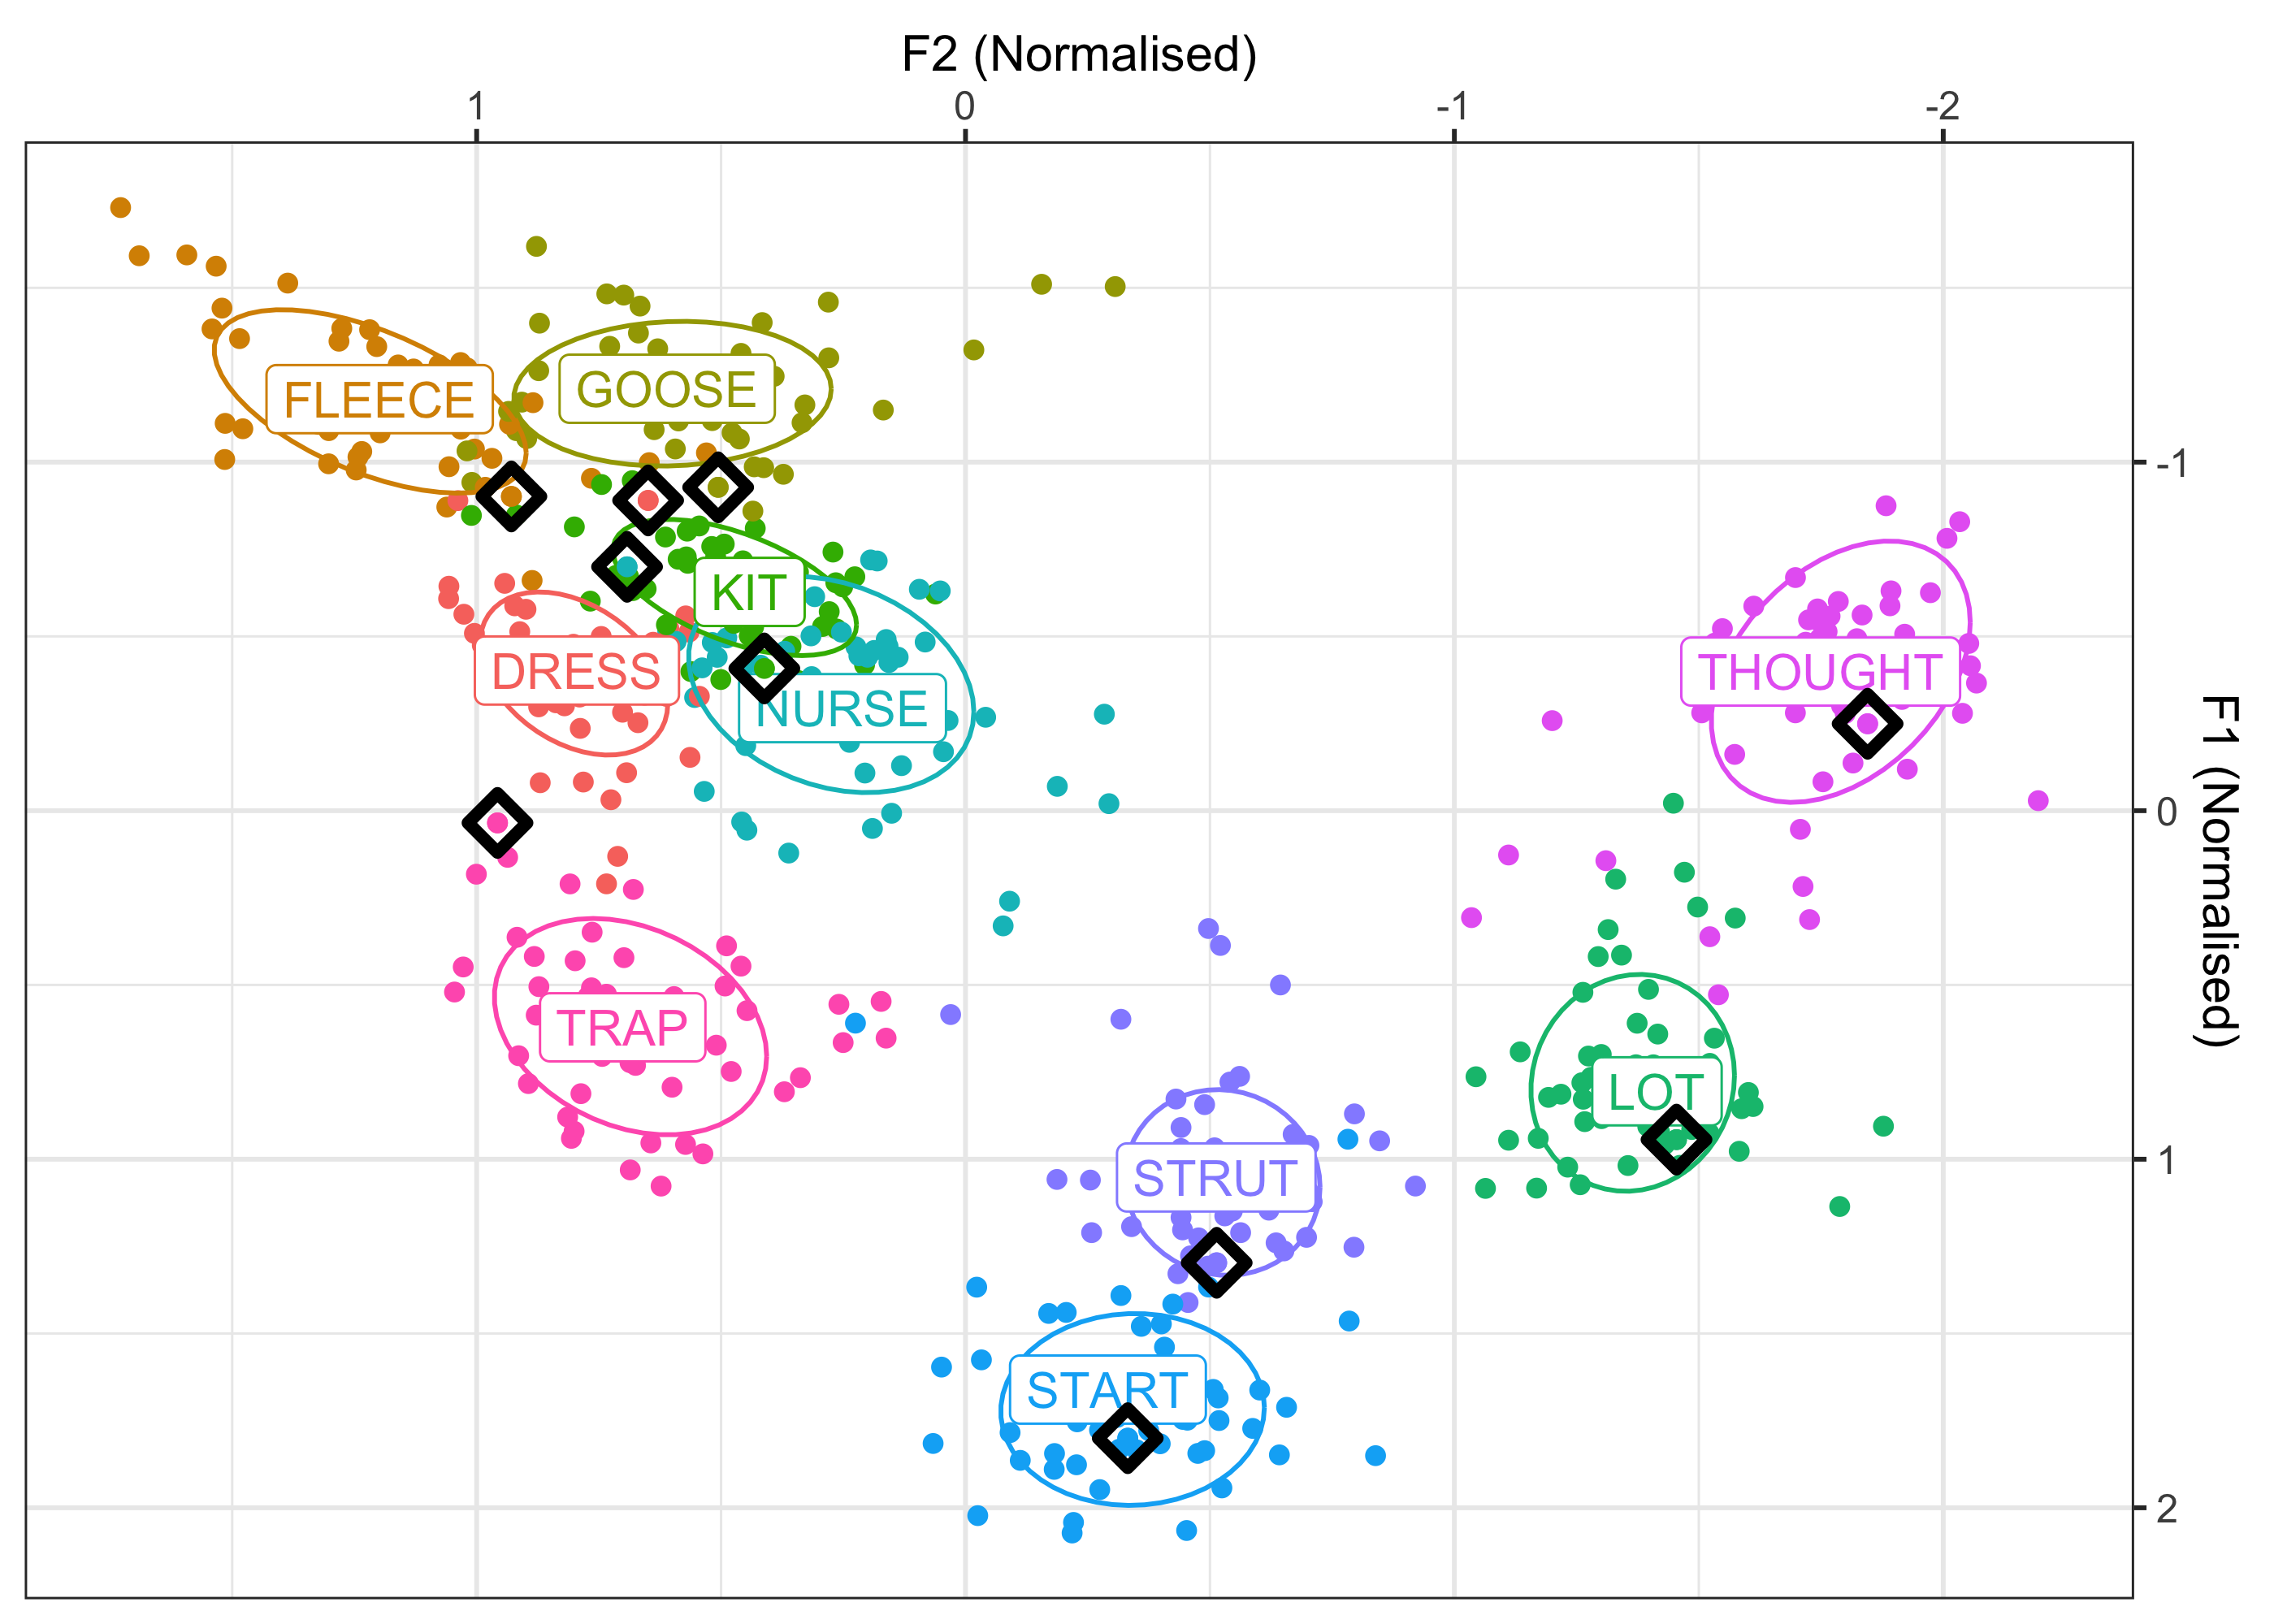 F2 (Normalised)
1 0 -1 -2
FLEECE
GOOSE
-1
KIT
DRESS
NURSE
THOUGHT
0
F1 (Normalised)
TRAP
LOT
STRUT
1
START
2